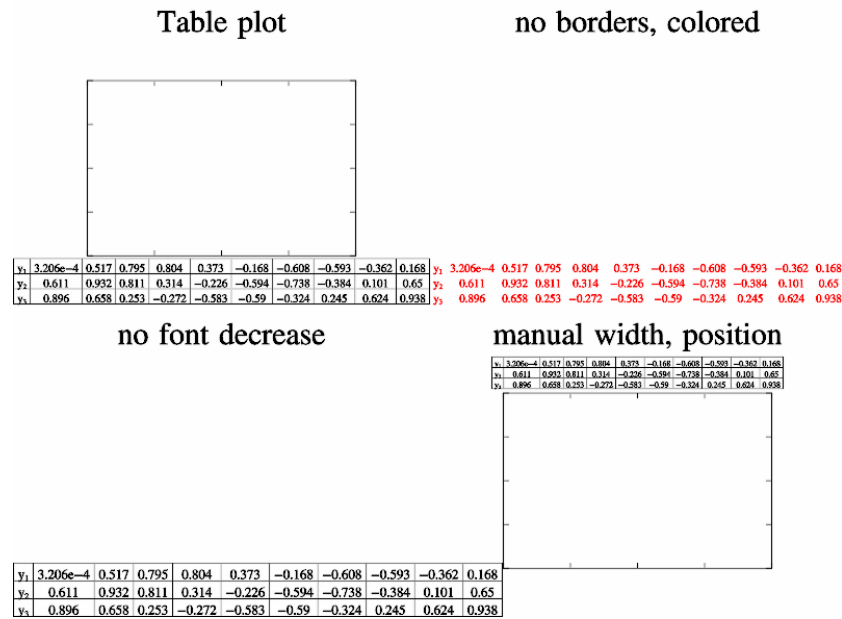 Table plot
no borders, colored
y₁ 3.206e−4 0.517 0.795 0.804 0.373 −0.168 −0.608 −0.593 −0.362 0.168
y₂ 0.611 0.932 0.811 0.314 −0.226 −0.594 −0.738 −0.384 0.101 0.65
y₃ 0.896 0.658 0.253 −0.272 −0.583 −0.59 −0.324 0.245 0.624 0.938
y₁ 3.206e−4 0.517 0.795 0.804 0.373 −0.168 −0.608 −0.593 −0.362 0.168
y₂ 0.611 0.932 0.811 0.314 −0.226 −0.594 −0.738 −0.384 0.101 0.65
y₃ 0.896 0.658 0.253 −0.272 −0.583 −0.59 −0.324 0.245 0.624 0.938
no font decrease
y₁ 3.206e−4 0.517 0.795 0.804 0.373 −0.168 −0.608 −0.593 −0.362 0.168
y₂ 0.611 0.932 0.811 0.314 −0.226 −0.594 −0.738 −0.384 0.101 0.65
y₃ 0.896 0.658 0.253 −0.272 −0.583 −0.59 −0.324 0.245 0.624 0.938
manual width, position
y₁ 3.206e−4 0.517 0.795 0.804 0.373 −0.168 −0.608 −0.593 −0.362 0.168
y₂ 0.611 0.932 0.811 0.314 −0.226 −0.594 −0.738 −0.384 0.101 0.65
y₃ 0.896 0.658 0.253 −0.272 −0.583 −0.59 −0.324 0.245 0.624 0.938